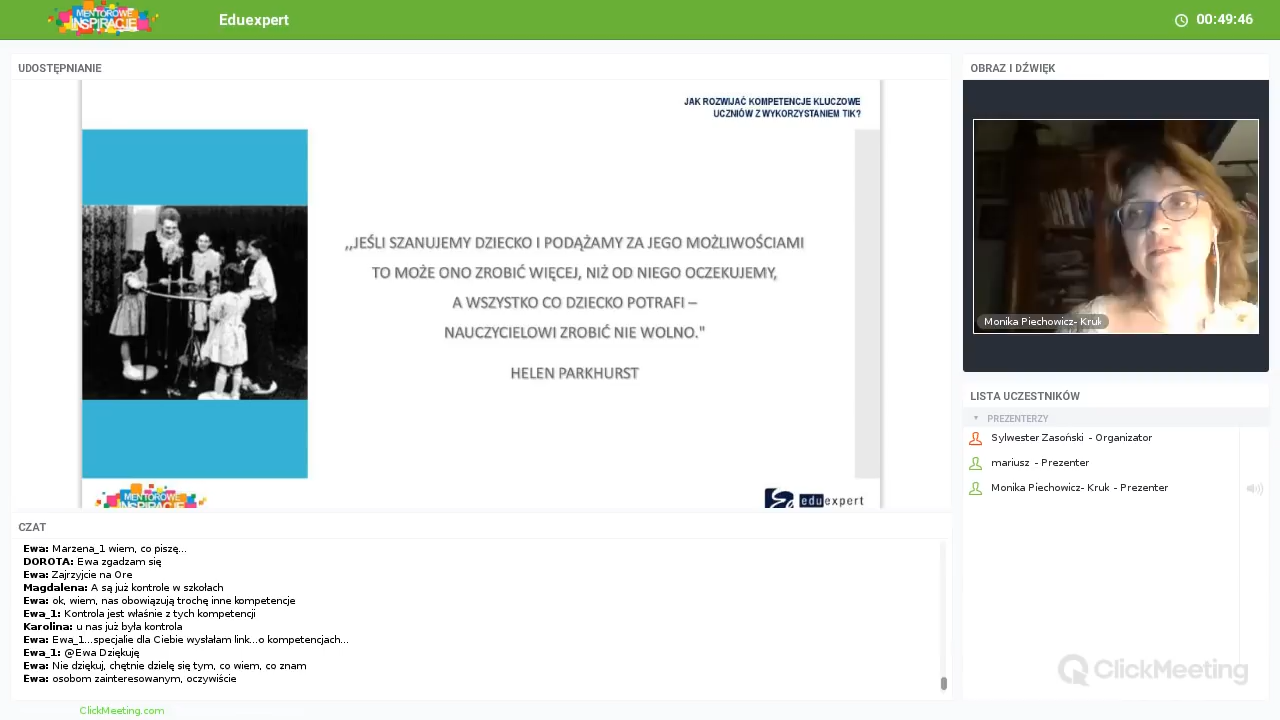 MENTOROWE
INSPIRACJE
Eduexpert
00:49:46
UDOSTĘPNIANIE
JAK ROZWIJAĆ KOMPETENCJE KLUCZOWE
UCZNIÓW Z WYKORZYSTANIEM TIK?
,,JEŚLI SZANUJEMY DZIECKO I PODĄŻAMY ZA JEGO MOŻLIWOŚCIAMI
TO MOŻE ONO ZROBIĆ WIĘCEJ, NIŻ OD NIEGO OCZEKUJEMY,
A WSZYSTKO CO DZIECKO POTRAFI –
NAUCZYCIELOWI ZROBIĆ NIE WOLNO."
HELEN PARKHURST
MENTOROWE
INSPIRACJE
eduexpert
CZAT
Ewa: Marzena_1 wiem, co piszę...
DOROTA: Ewa zgadzam się
Ewa: Zajrzyjcie na Ore
Magdalena: A są już kontrole w szkołach
Ewa: ok, wiem, nas obowiązują trochę inne kompetencje
Ewa_1: Kontrola jest właśnie z tych kompetencji
Karolina: u nas już była kontrola
Ewa: Ewa_1...specjalie dla Ciebie wysłałam link...o kompetencjach...
Ewa_1: @Ewa Dziękuję
Ewa: Nie dziękuj, chętnie dzielę się tym, co wiem, co znam
Ewa: osobom zainteresowanym, oczywiście
ClickMeeting.com
OBRAZ I DŹWIĘK
Monika Piechowicz- Kruk
LISTA UCZESTNIKÓW
PREZENTERZY
Sylwester Zasoński - Organizator
mariusz - Prezenter
Monika Piechowicz- Kruk - Prezenter
ClickMeeting